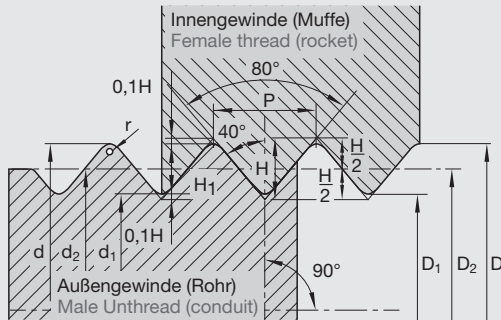 Innengewinde (Muffe)
Female thread (rocket)
80°
0,1H
P
r
40°
H
H/2
H1
H/2
0,1H
d
d2
d1
D1
D2
D
90°
Außengewinde (Rohr)
Male Unthread (conduit)